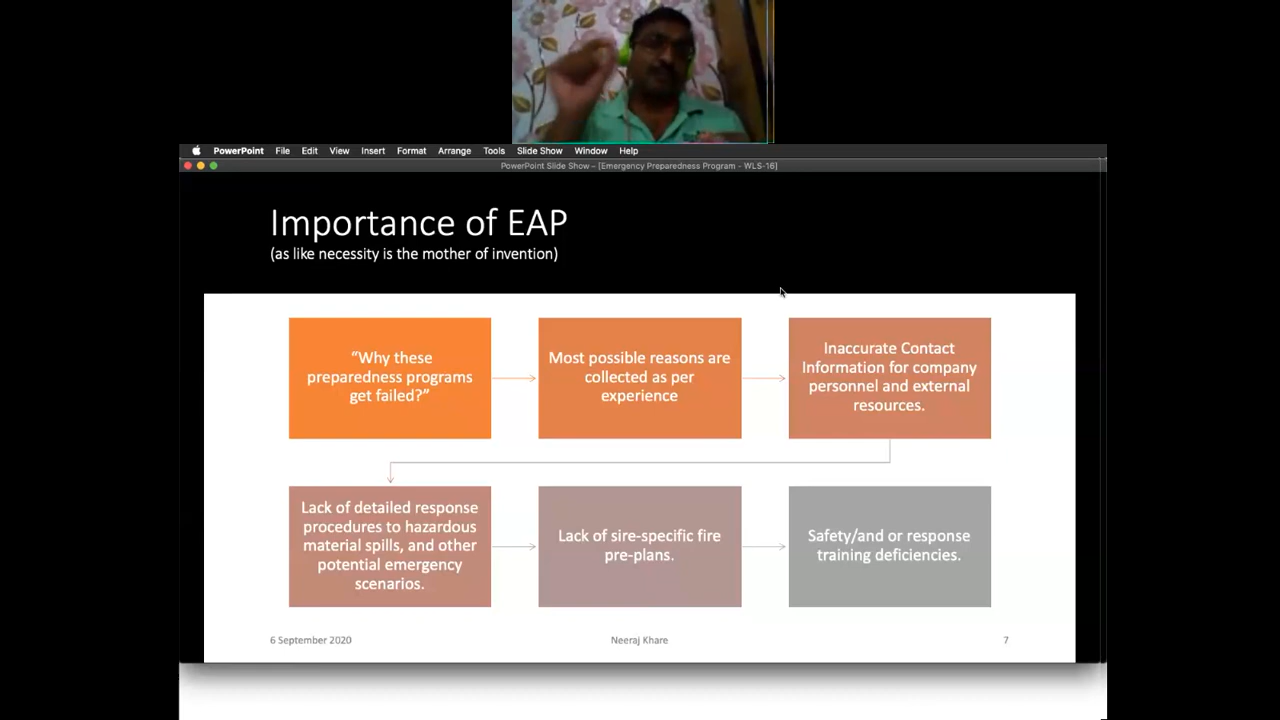 PowerPoint File Edit View Insert Format Arrange Tools Slide Show Window Help
PowerPoint Slide Show – [Emergency Preparedness Program - WLS-16]
Importance of EAP
(as like necessity is the mother of invention)
“Why these
preparedness programs
get failed?”
Most possible reasons are
collected as per
experience
Inaccurate Contact
Information for company
personnel and external
resources.
Lack of detailed response
procedures to hazardous
material spills, and other
potential emergency
scenarios.
Lack of sire-specific fire
pre-plans.
Safety/and or response
training deficiencies.
6 September 2020
Neeraj Khare
7